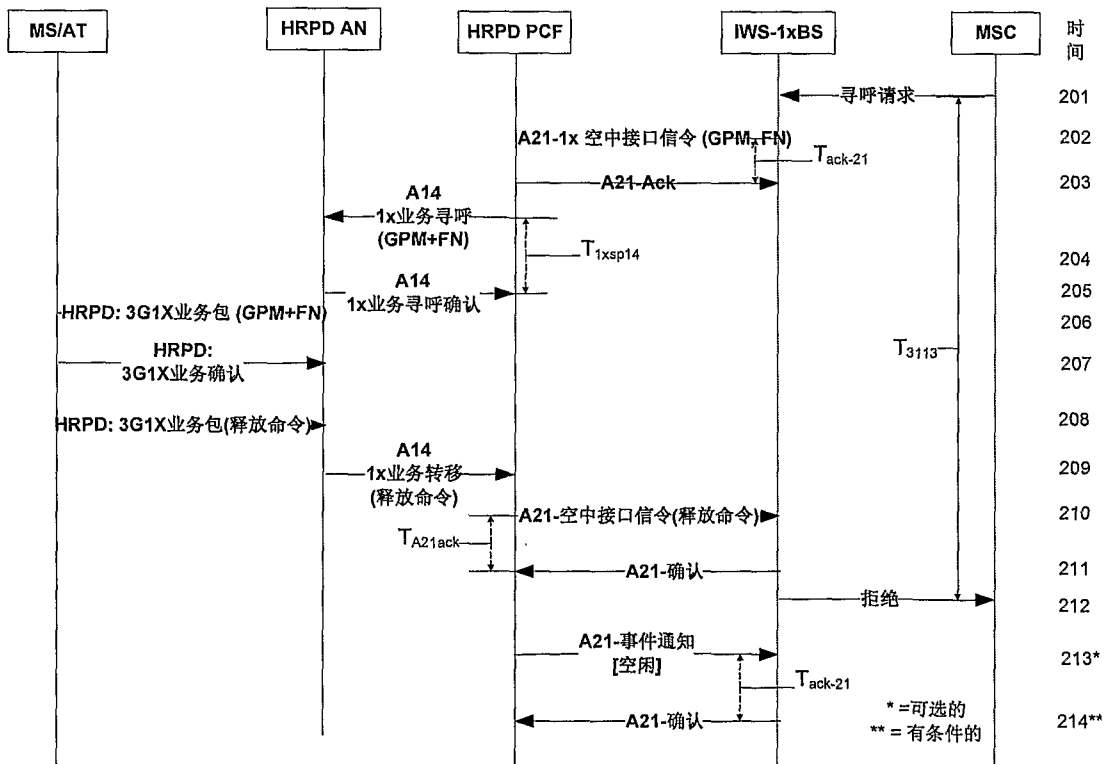 MS/AT
HRPD AN
HRPD PCF
IWS-1xBS
MSC
时
间
寻呼请求
201
A21-1x 空中接口信令 (GPM+FN)
202
Tack-21
A21-Ack
203
A14
1x业务寻呼
(GPM+FN)
T1xsp14
204
A14
1x业务寻呼确认
205
HRPD: 3G1X业务包 (GPM+FN)
206
T3113
HRPD:
3G1X业务确认
207
HRPD: 3G1X业务包(释放命令)
208
A14
1x业务转移
(释放命令)
209
A21-空中接口信令(释放命令)
210
TA21ack
A21-确认
211
拒绝
212
A21-事件通知
[空闲]
213*
Tack-21
A21-确认
214**
* =可选的
** = 有条件的